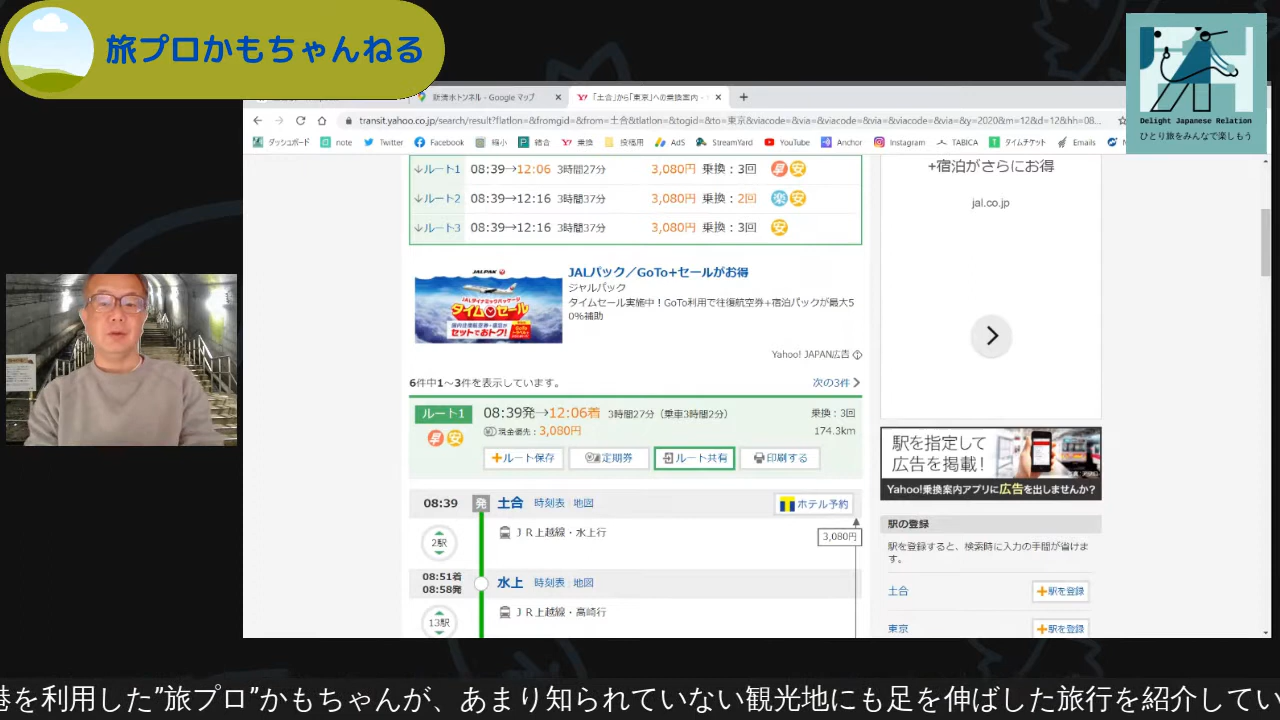 旅プロかもちゃんねる
新清水トンネル - Google マップ
「土合」から「東京」への乗換案内 -
transit.yahoo.co.jp/search/result?flatlon=&fromgid=&from=土合&tlatlon=&togid=&to=東京&viacode=&via=&viacode=&via=&viacode=&via=&y=2020&m=12&d=12&hh=08...
ダッシュボード note Twitter Facebook 縮小 結合 乗換 投稿用 AdS StreamYard YouTube Anchor Instagram TABICA タイムチケット Emails
Delight Japanese Relation
ひとり旅をみんなで楽しもう
ルート1 08:39→12:06 3時間27分 3,080円 乗換：3回 早 安
ルート2 08:39→12:16 3時間37分 3,080円 乗換：2回 楽 安
ルート3 08:39→12:16 3時間37分 3,080円 乗換：3回 安
JALPAK
タイムセール
セットでおトク!
JALパック／GoTo+セールがお得
ジャルパック
タイムセール実施中！GoTo利用で往復航空券+宿泊パックが最大5
0%補助
Yahoo! JAPAN広告
6件中1～3件を表示しています。
次の3件
ルート1 08:39発→12:06着 3時間27分（乗車3時間2分） 乗換：3回
早 安 現金優先：3,080円 174.3km
ルート保存 定期券 ルート共有 印刷する
08:39 発 土合 時刻表 地図 ホテル予約
2駅 ＪＲ上越線・水上行 3,080円
08:51着
08:58発
水上 時刻表 地図
13駅 ＪＲ上越線・高崎行
+宿泊がさらにお得
jal.co.jp
駅を指定して
広告を掲載!
Yahoo!乗換案内アプリに広告を出しませんか?
駅の登録
駅を登録すると、検索時に入力の手間が省けま
す。
土合 駅を登録
東京 駅を登録
港を利用した”旅プロ”かもちゃんが、あまり知られていない観光地にも足を伸ばした旅行を紹介してい